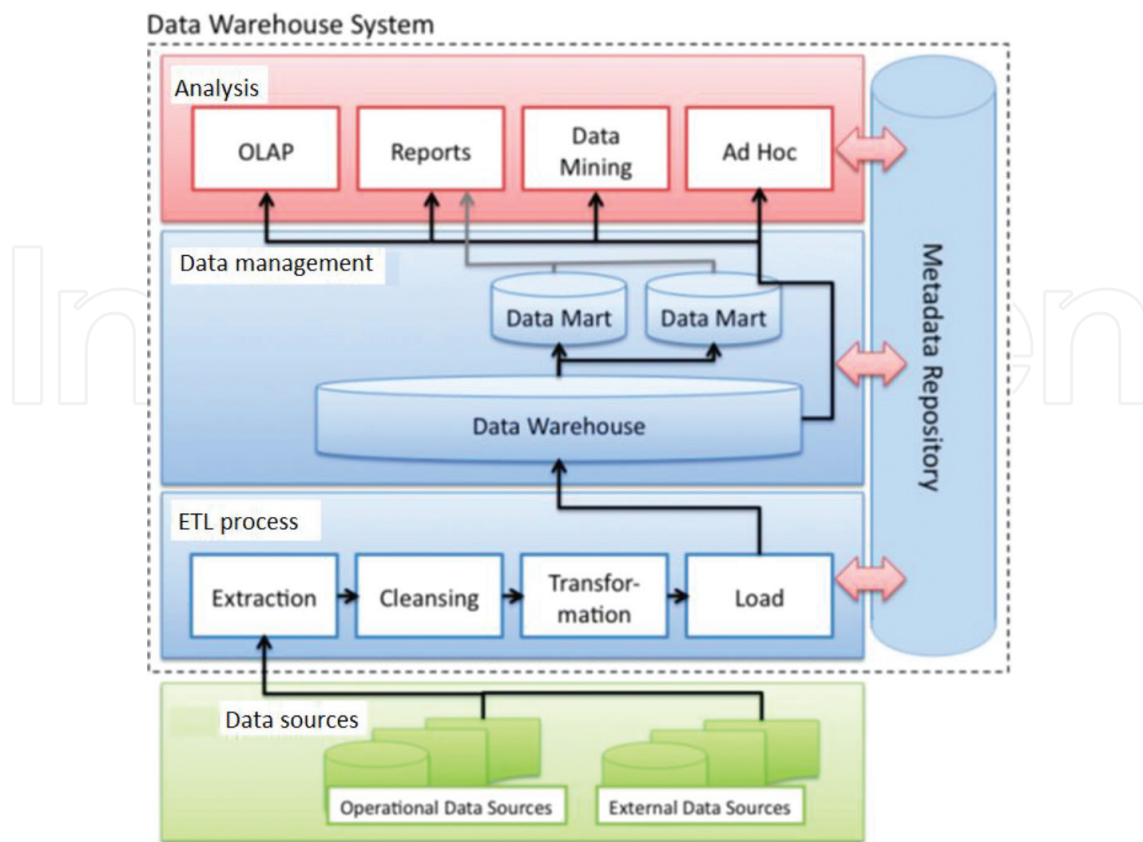 Data Warehouse System
Analysis
OLAP
Reports
Data
Mining
Ad Hoc
Data management
Data Mart
Data Mart
Data Warehouse
Metadata Repository
ETL process
Extraction
Cleansing
Transfor-
mation
Load
Data sources
Operational Data Sources
External Data Sources